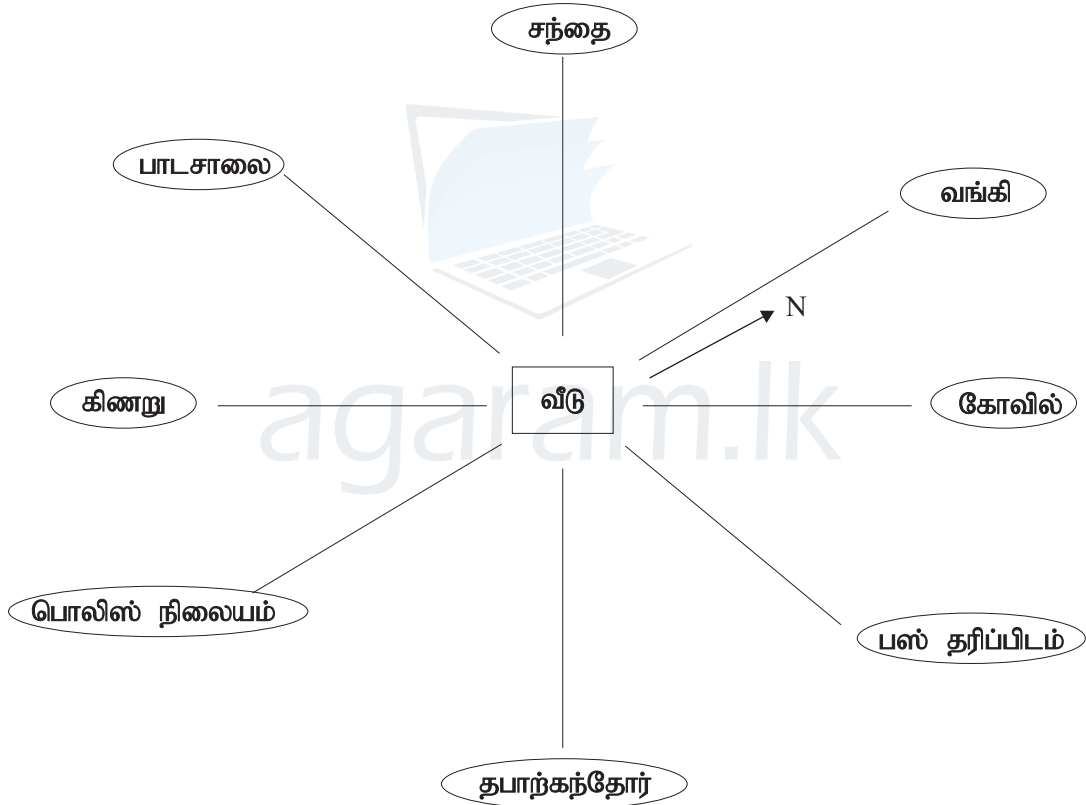 சந்தை
பாடசாலை
வங்கி
N
கிணறு
வீடு
கோவில்
agaram.lk
பொலிஸ் நிலையம்
பஸ் தரிப்பிடம்
தபாற்கந்தோர்